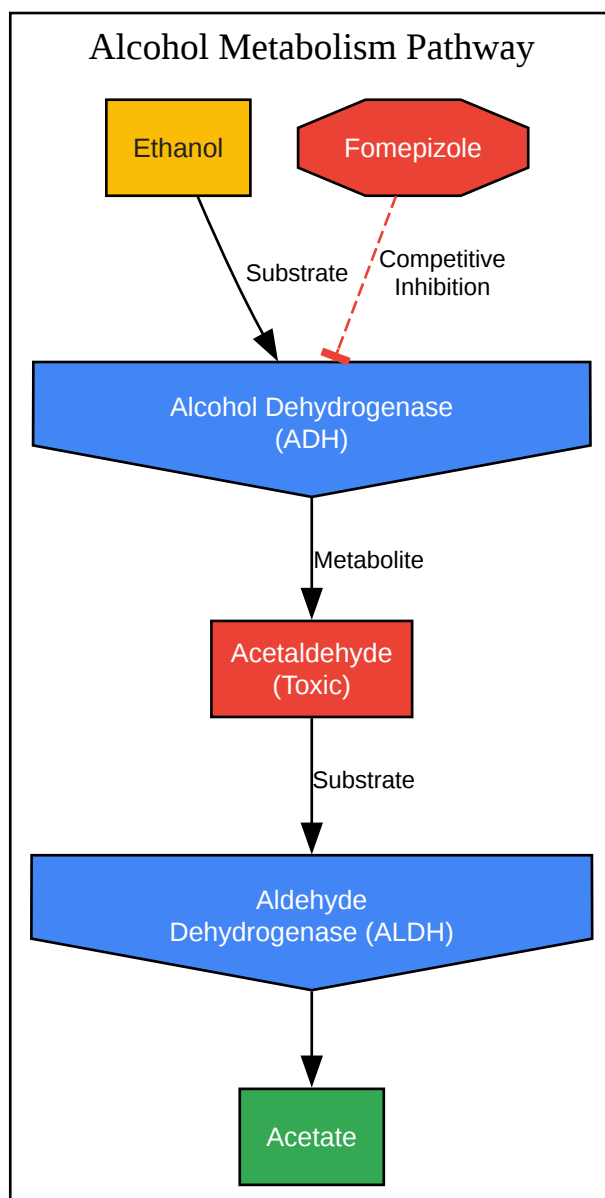 Alcohol Metabolism Pathway
Ethanol
Fomepizole
Substrate
Competitive
Inhibition
Alcohol Dehydrogenase
(ADH)
Metabolite
Acetaldehyde
(Toxic)
Substrate
Aldehyde
Dehydrogenase (ALDH)
Acetate